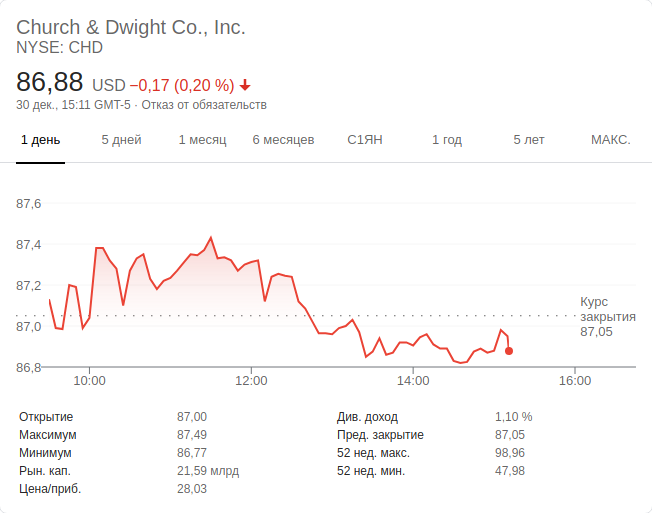 Church & Dwight Co., Inc.
NYSE: CHD
86,88 USD −0,17 (0,20 %)
30 дек., 15:11 GMT-5 · Отказ от обязательств
1 день 5 дней 1 месяц 6 месяцев С1ЯН 1 год 5 лет МАКС.
87,6
87,4
87,2
87,0
86,8
Курс
закрытия
87,05
10:00 12:00 14:00 16:00
Открытие 87,00 Див. доход 1,10 %
Максимум 87,49 Пред. закрытие 87,05
Минимум 86,77 52 нед. макс. 98,96
Рын. кап. 21,59 млрд 52 нед. мин. 47,98
Цена/приб. 28,03